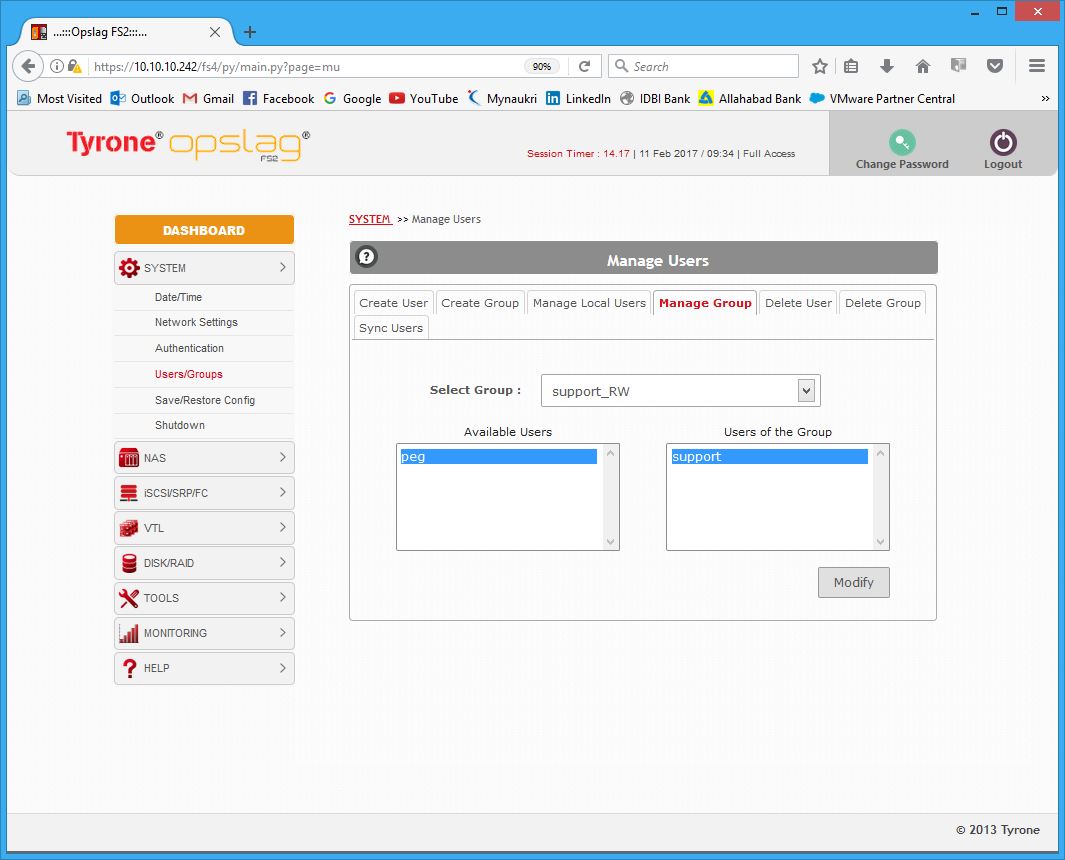 ...:::Opslag FS2:::...
https://10.10.10.242/fs4/py/main.py?page=mu
90%
Search
Most Visited Outlook Gmail Facebook Google YouTube Mynaukri LinkedIn IDBI Bank Allahabad Bank VMware Partner Central
Tyrone® opslag® FS2
Session Timer : 14.17 | 11 Feb 2017 / 09:34 | Full Access
Change Password
Logout
DASHBOARD
SYSTEM
Date/Time
Network Settings
Authentication
Users/Groups
Save/Restore Config
Shutdown
NAS
iSCSI/SRP/FC
VTL
DISK/RAID
TOOLS
MONITORING
HELP
SYSTEM >> Manage Users
Manage Users
Create User Create Group Manage Local Users Manage Group Delete User Delete Group
Sync Users
Select Group : support_RW
Available Users Users of the Group
peg support
Modify
© 2013 Tyrone